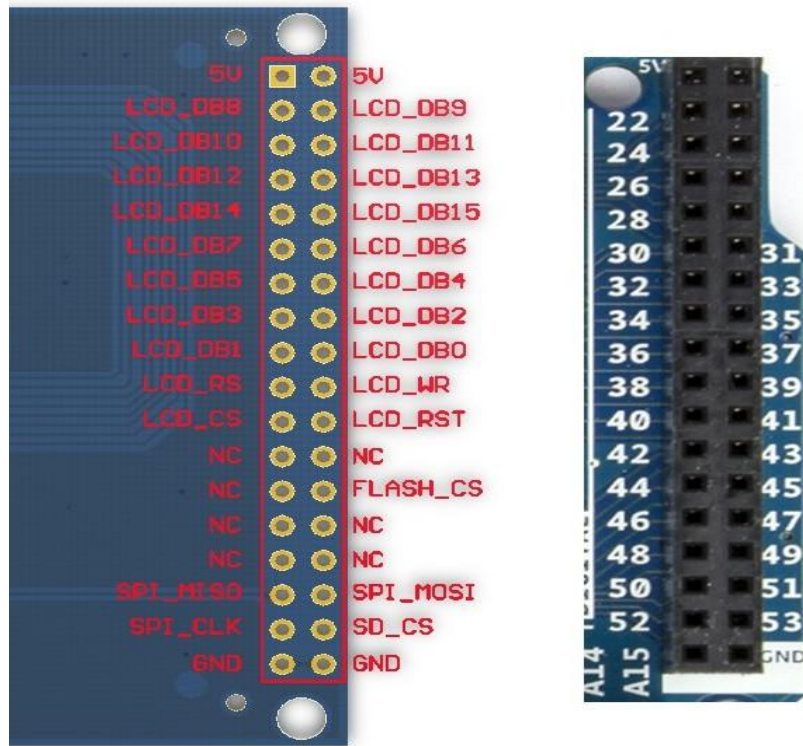 5V 5V
LCD_DB8 LCD_DB9
LCD_DB10 LCD_DB11
LCD_DB12 LCD_DB13
LCD_DB14 LCD_DB15
LCD_DB7 LCD_DB6
LCD_DB5 LCD_DB4
LCD_DB3 LCD_DB2
LCD_DB1 LCD_DB0
LCD_RS LCD_WR
LCD_CS LCD_RST
NC NC
NC FLASH_CS
NC NC
NC NC
SPI_MISO SPI_MOSI
SPI_CLK SD_CS
GND GND
5V
22
24
26
28
30 31
32 33
34 35
36 37
38 39
40 41
42 43
44 45
46 47
48 49
50 51
52 53
GND
A14
A15